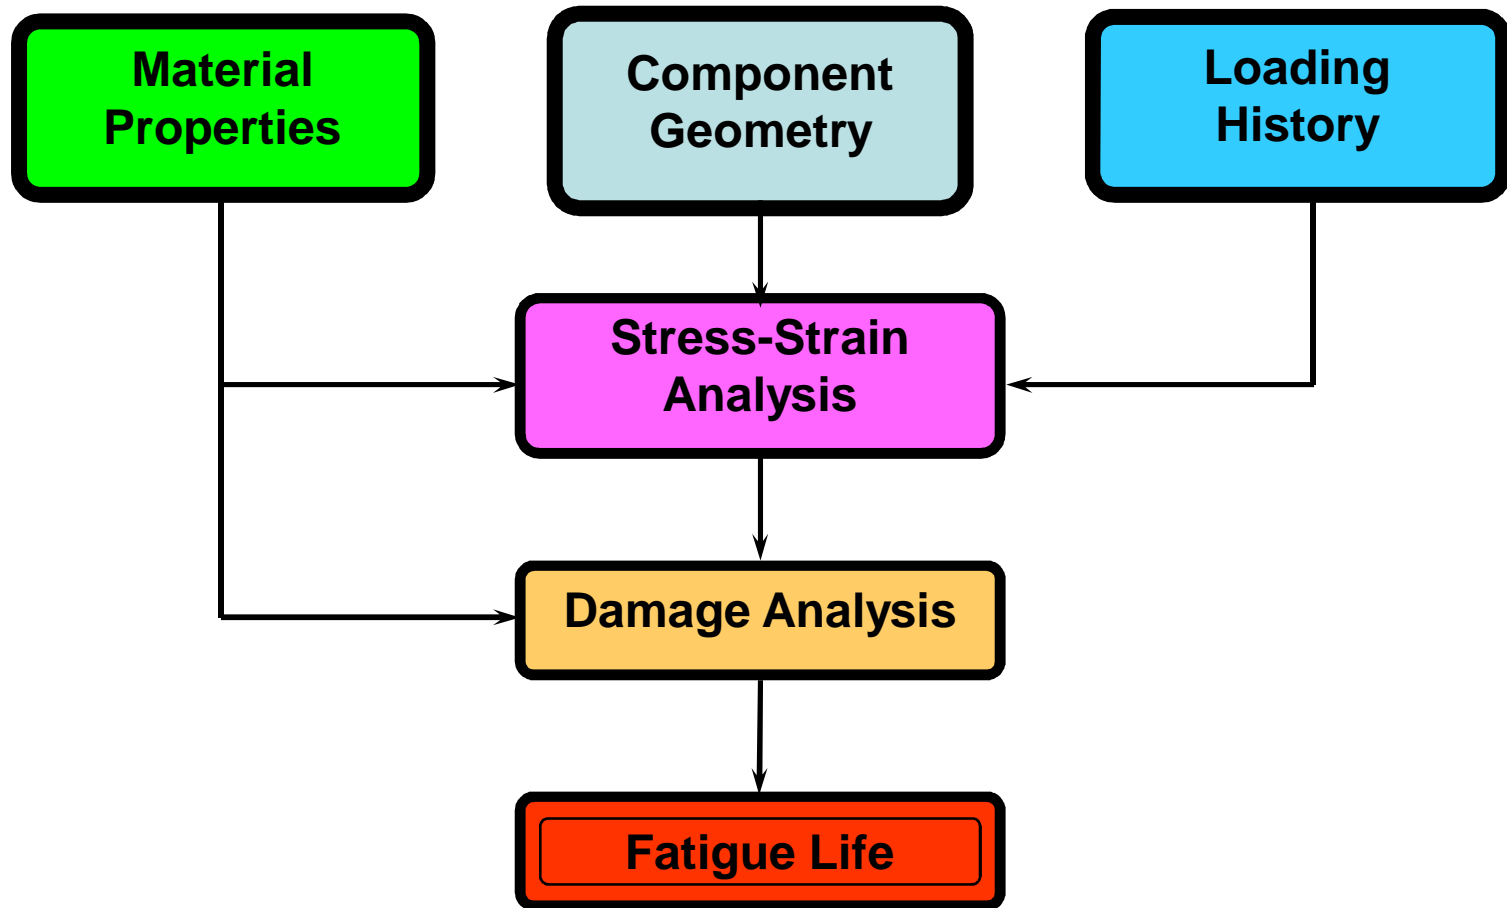 Material
Properties
Component
Geometry
Loading
History
Stress-Strain
Analysis
Damage Analysis
Fatigue Life